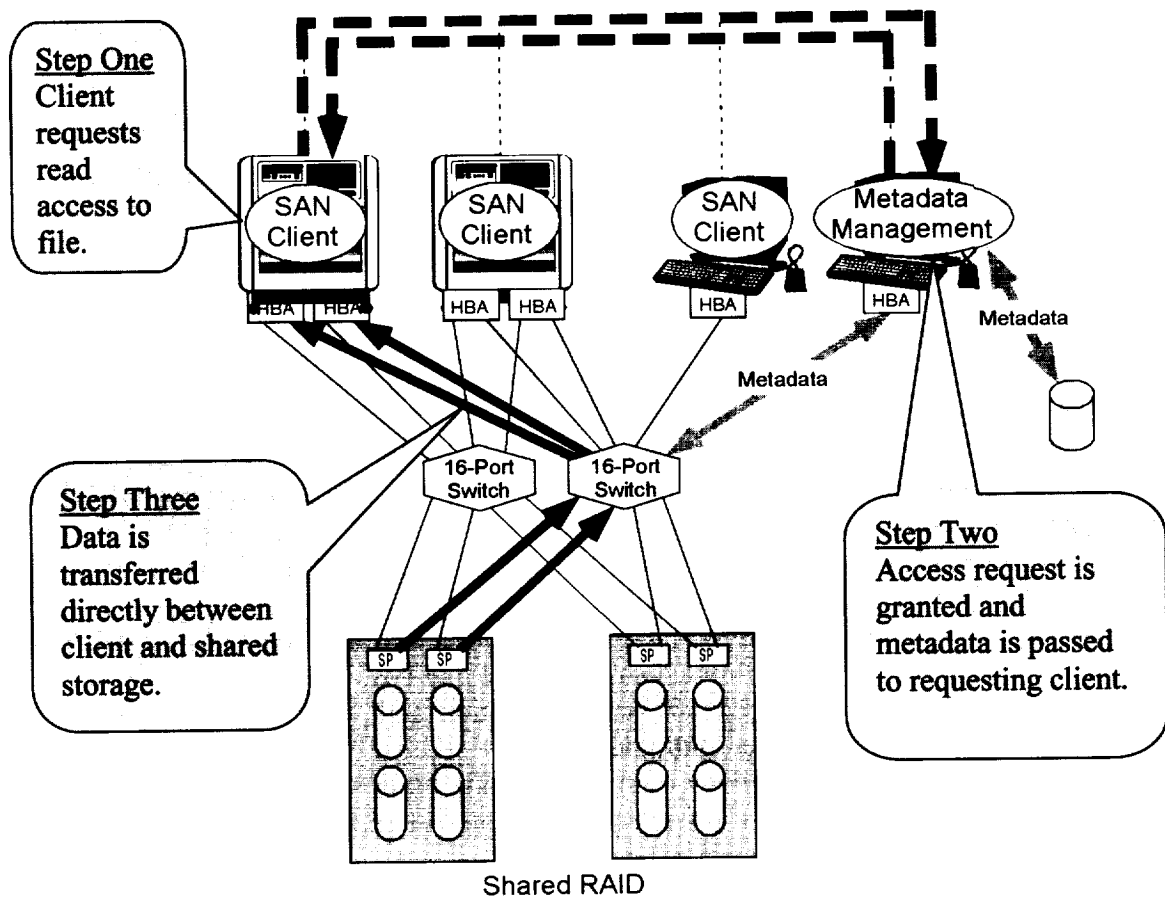 Step One
Client
requests
read
access to
file.
SAN
Client
SAN
Client
SAN
Client
Metadata
Management
HBA
HBA
HBA
HBA
HBA
HBA
Metadata
Metadata
16-Port
Switch
16-Port
Switch
Step Three
Data is
transferred
directly between
client and shared
storage.
Step Two
Access request is
granted and
metadata is passed
to requesting client.
SP
SP
SP
SP
Shared RAID